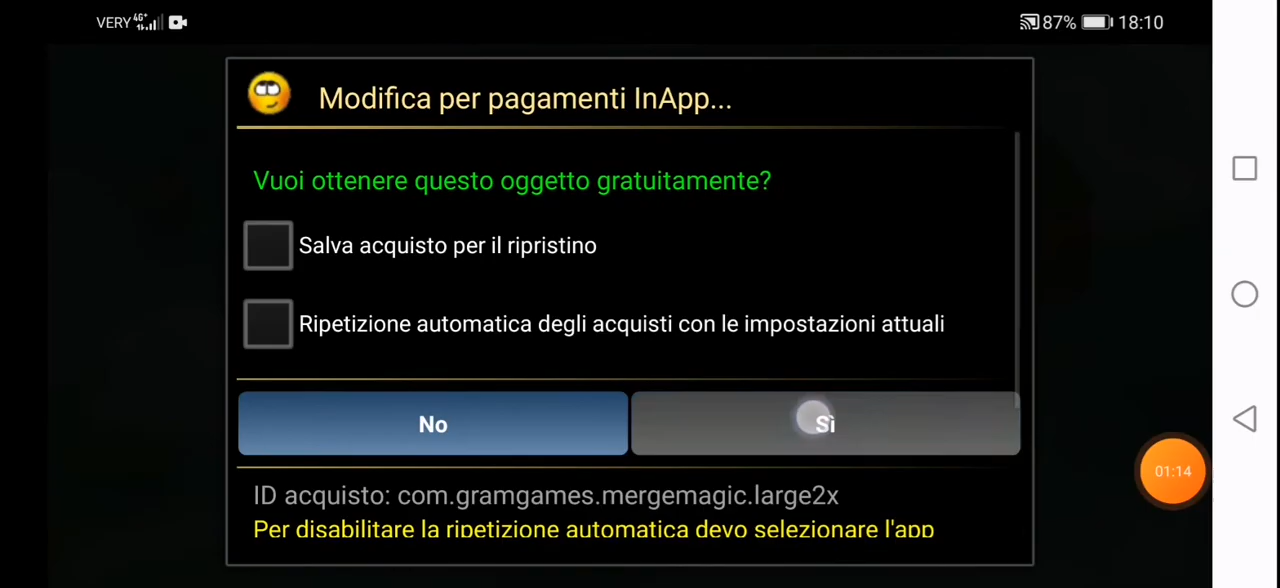 VERY 4G+ 87% 18:10
Modifica per pagamenti InApp...
Vuoi ottenere questo oggetto gratuitamente?
Salva acquisto per il ripristino
Ripetizione automatica degli acquisti con le impostazioni attuali
No Sì
01:14
ID acquisto: com.gramgames.mergemagic.large2x
Per disabilitare la ripetizione automatica devo selezionare l'app